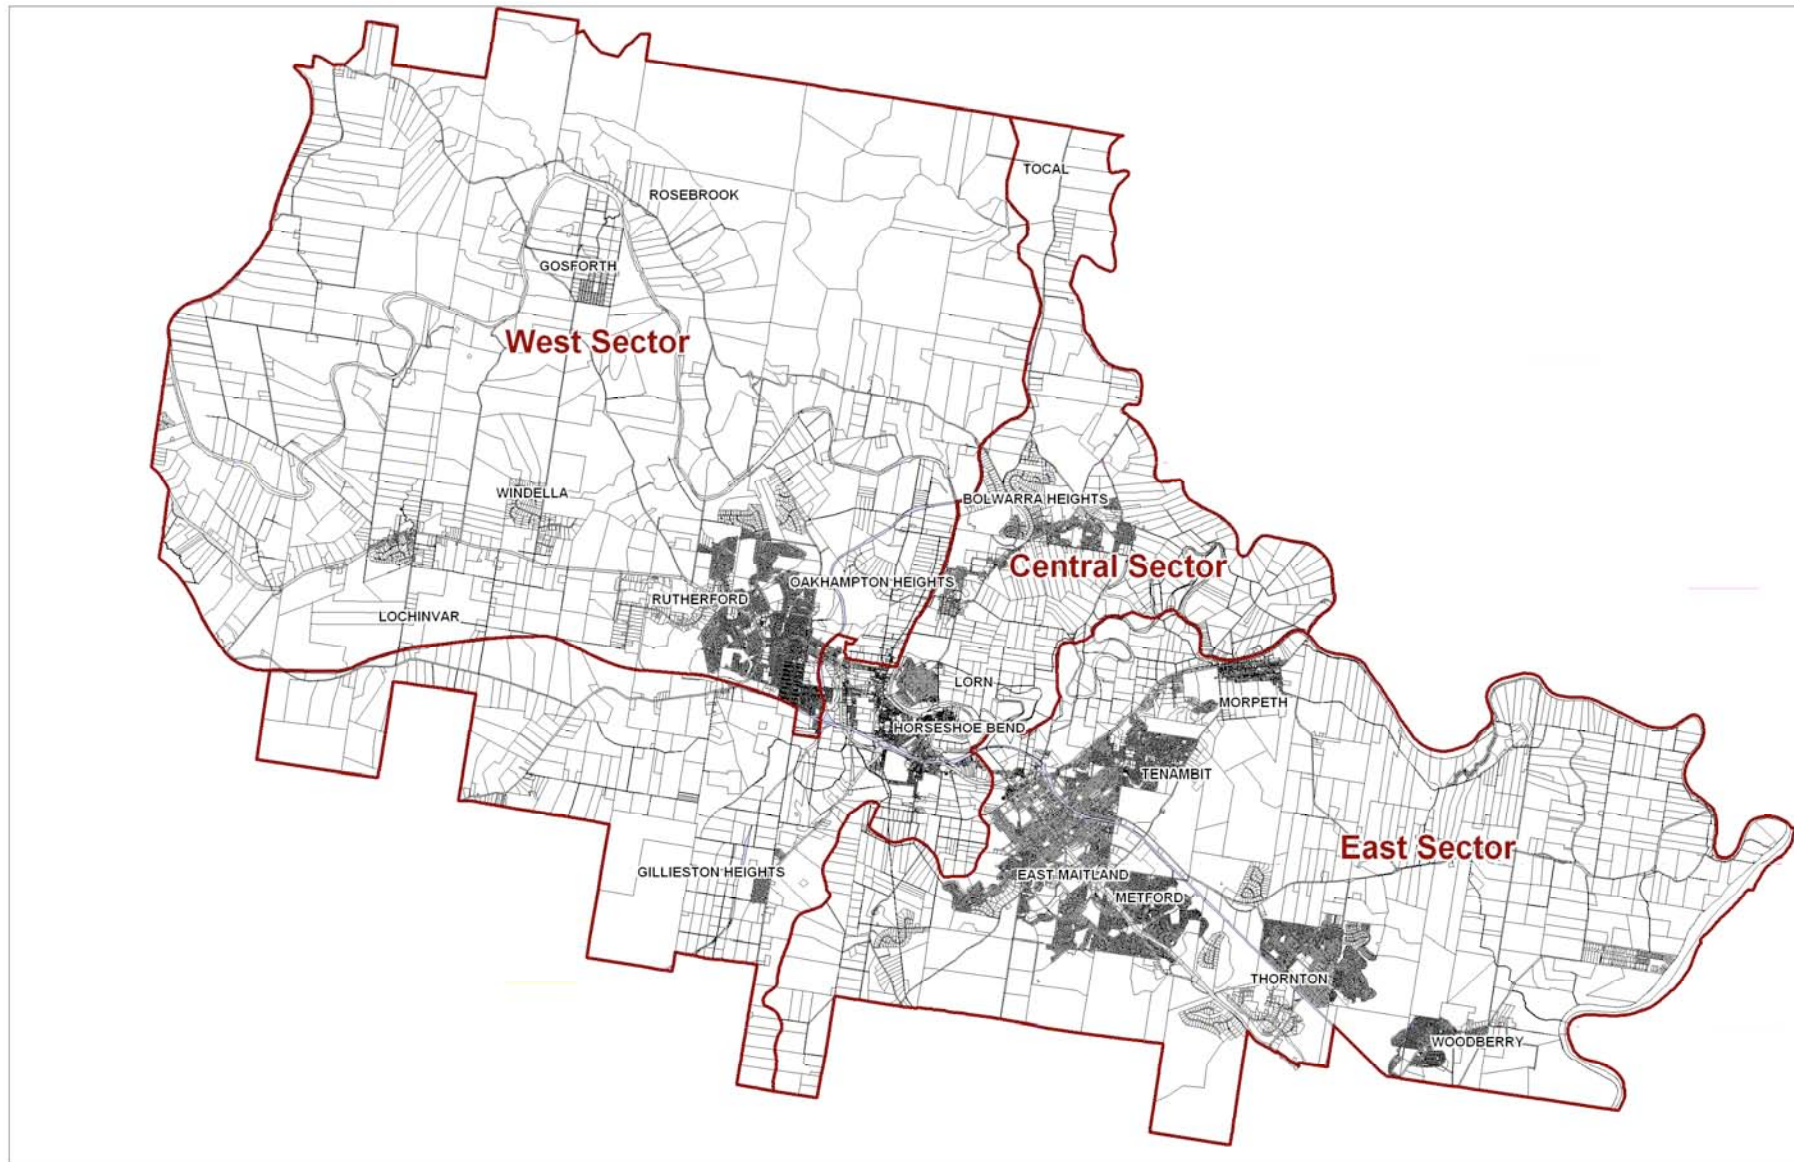 TOCAL
ROSEBROOK
GOSFORTH
West Sector
WINDELLA
BOLWARRA HEIGHTS
Central Sector
OAKHAMPTON HEIGHTS
RUTHERFORD
LOCHINVAR
LORN
MORPETH
HORSESHOE BEND
TENAMBIT
East Sector
GILLIESTON HEIGHTS
EAST MAITLAND
METFORD
THORNTON
WOODBERRY